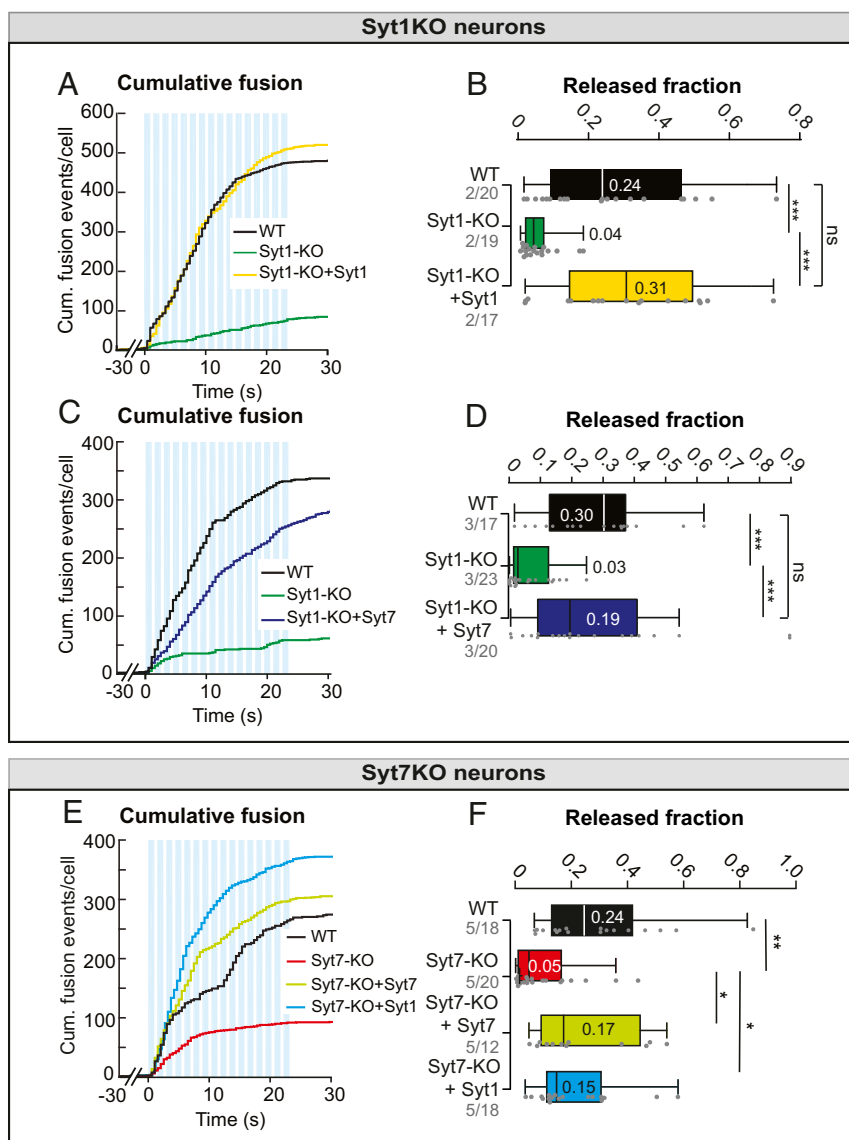 Syt1KO neurons
A
Cumulative fusion
Cum. fusion events/cell
600
500
400
300
200
100
0
-30
0
10
20
30
Time (s)
WT
Syt1-KO
Syt1-KO+Syt1
B
Released fraction
0
0.2
0.4
0.6
0.8
WT
2/20
0.24
Syt1-KO
2/19
0.04
Syt1-KO
+Syt1
2/17
0.31
***
***
ns
C
Cumulative fusion
Cum. fusion events/cell
400
300
200
100
0
-30
0
10
20
30
Time (s)
WT
Syt1-KO
Syt1-KO+Syt7
D
Released fraction
0
0.1
0.2
0.3
0.4
0.5
0.6
0.7
0.8
0.9
WT
3/17
0.30
Syt1-KO
3/23
0.03
Syt1-KO
+ Syt7
3/20
0.19
***
***
ns
Syt7KO neurons
E
Cumulative fusion
Cum. fusion events/cell
400
300
200
100
0
-30
0
10
20
30
Time (s)
WT
Syt7-KO
Syt7-KO+Syt7
Syt7-KO+Syt1
F
Released fraction
0
0.2
0.4
0.6
0.8
1.0
WT
5/18
0.24
Syt7-KO
5/20
0.05
Syt7-KO
+ Syt7
5/12
0.17
Syt7-KO
+ Syt1
5/18
0.15
**
*
*